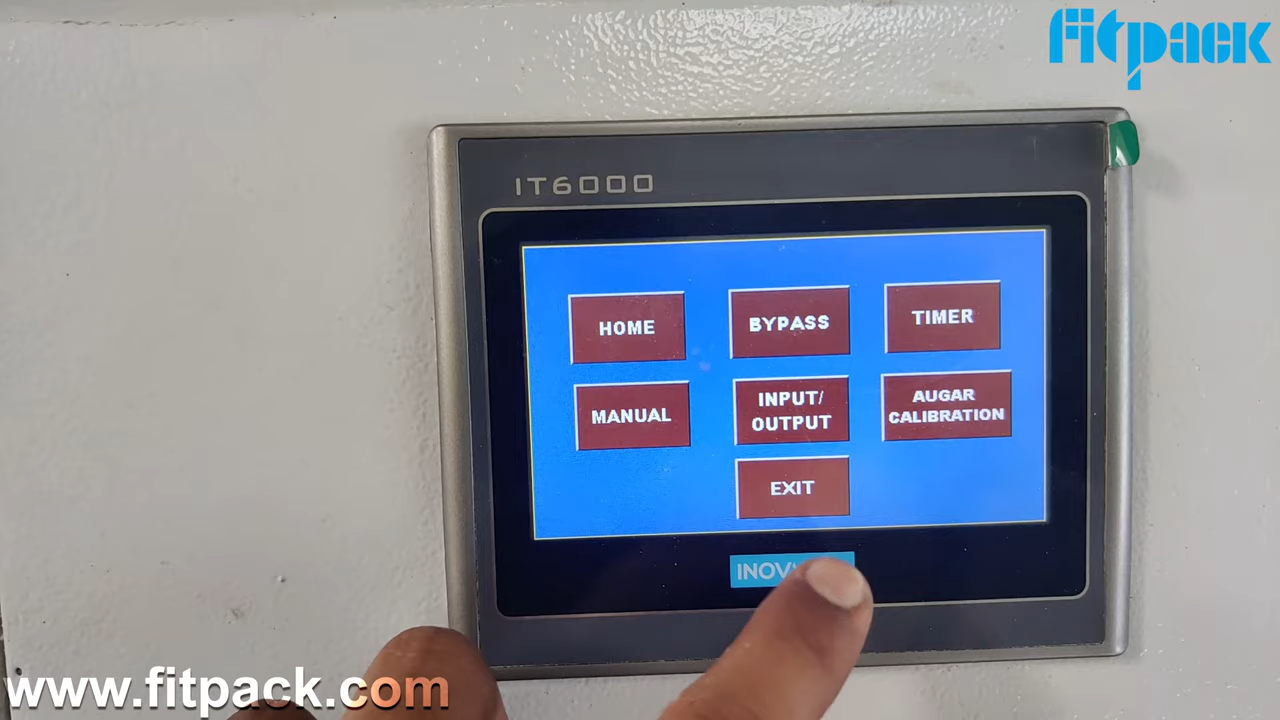 fitpack
IT6000
HOME
BYPASS
TIMER
MANUAL
INPUT/
OUTPUT
AUGAR
CALIBRATION
EXIT
www.fitpack.com